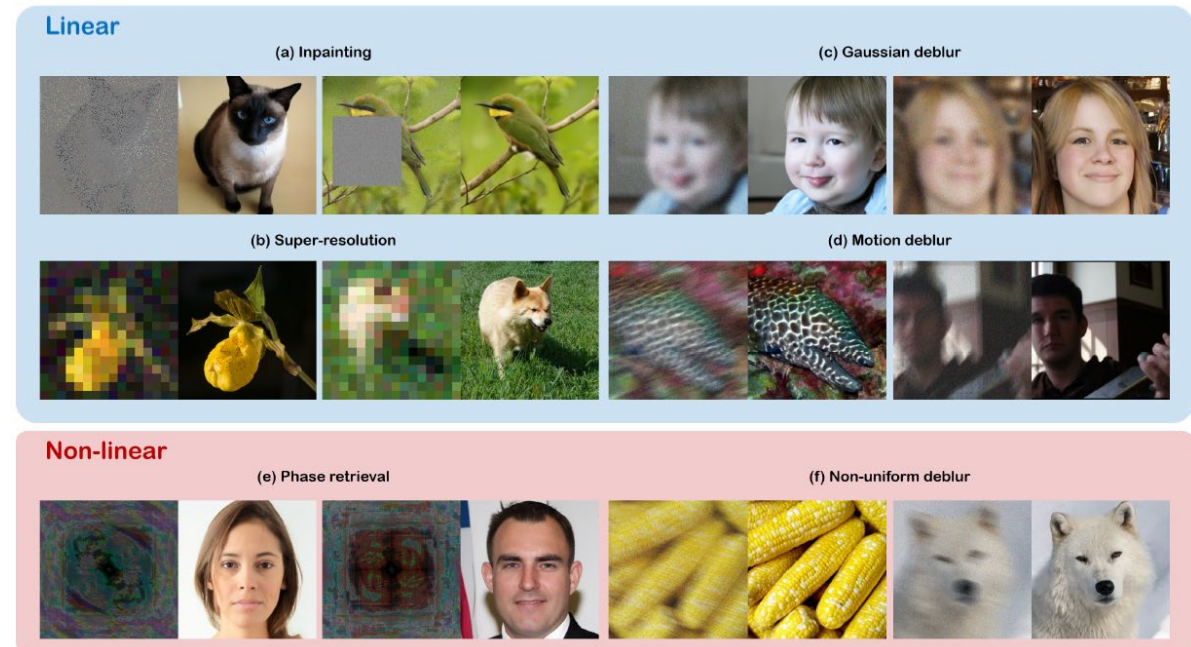 Linear
(a) Inpainting
(c) Gaussian deblur
(b) Super-resolution
(d) Motion deblur
Non-linear
(e) Phase retrieval
(f) Non-uniform deblur